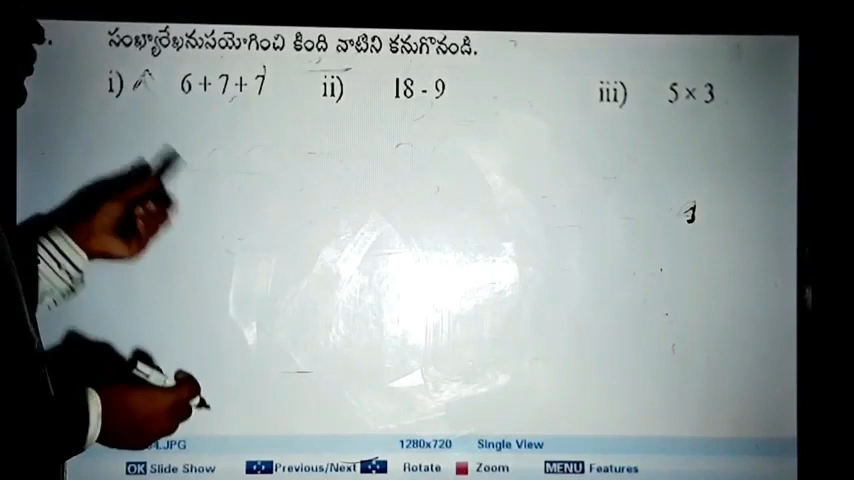 సంఖ్యారేఖనుపయోగించి కింది వాటిని కనుగొనండి.
i) 6 + 7 + 7 ii) 18 - 9 iii) 5 × 3
.JPG 1280x720 Single View
OK Slide Show Previous/Next Rotate Zoom MENU Features